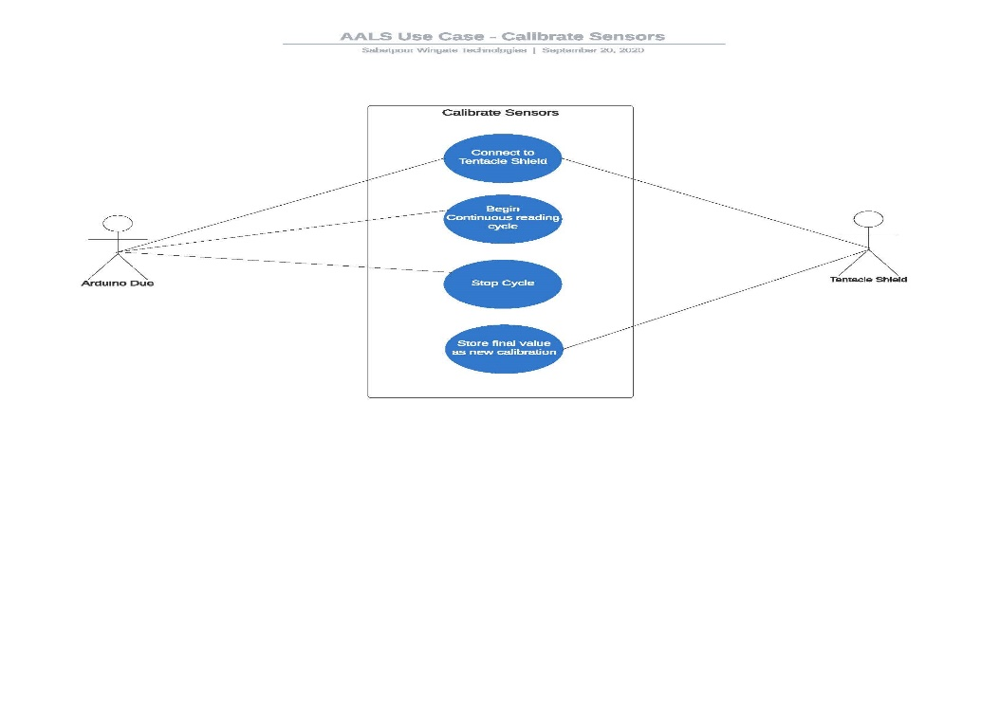 AALS Use Case - Calibrate Sensors
Sabetpour Wingate Technologies | September 20, 2020
Calibrate Sensors
Connect to
Tentacle Shield
Begin
Continuous reading
cycle
Stop Cycle
Store final value
as new calibration
Arduino Due
Tentacle Shield